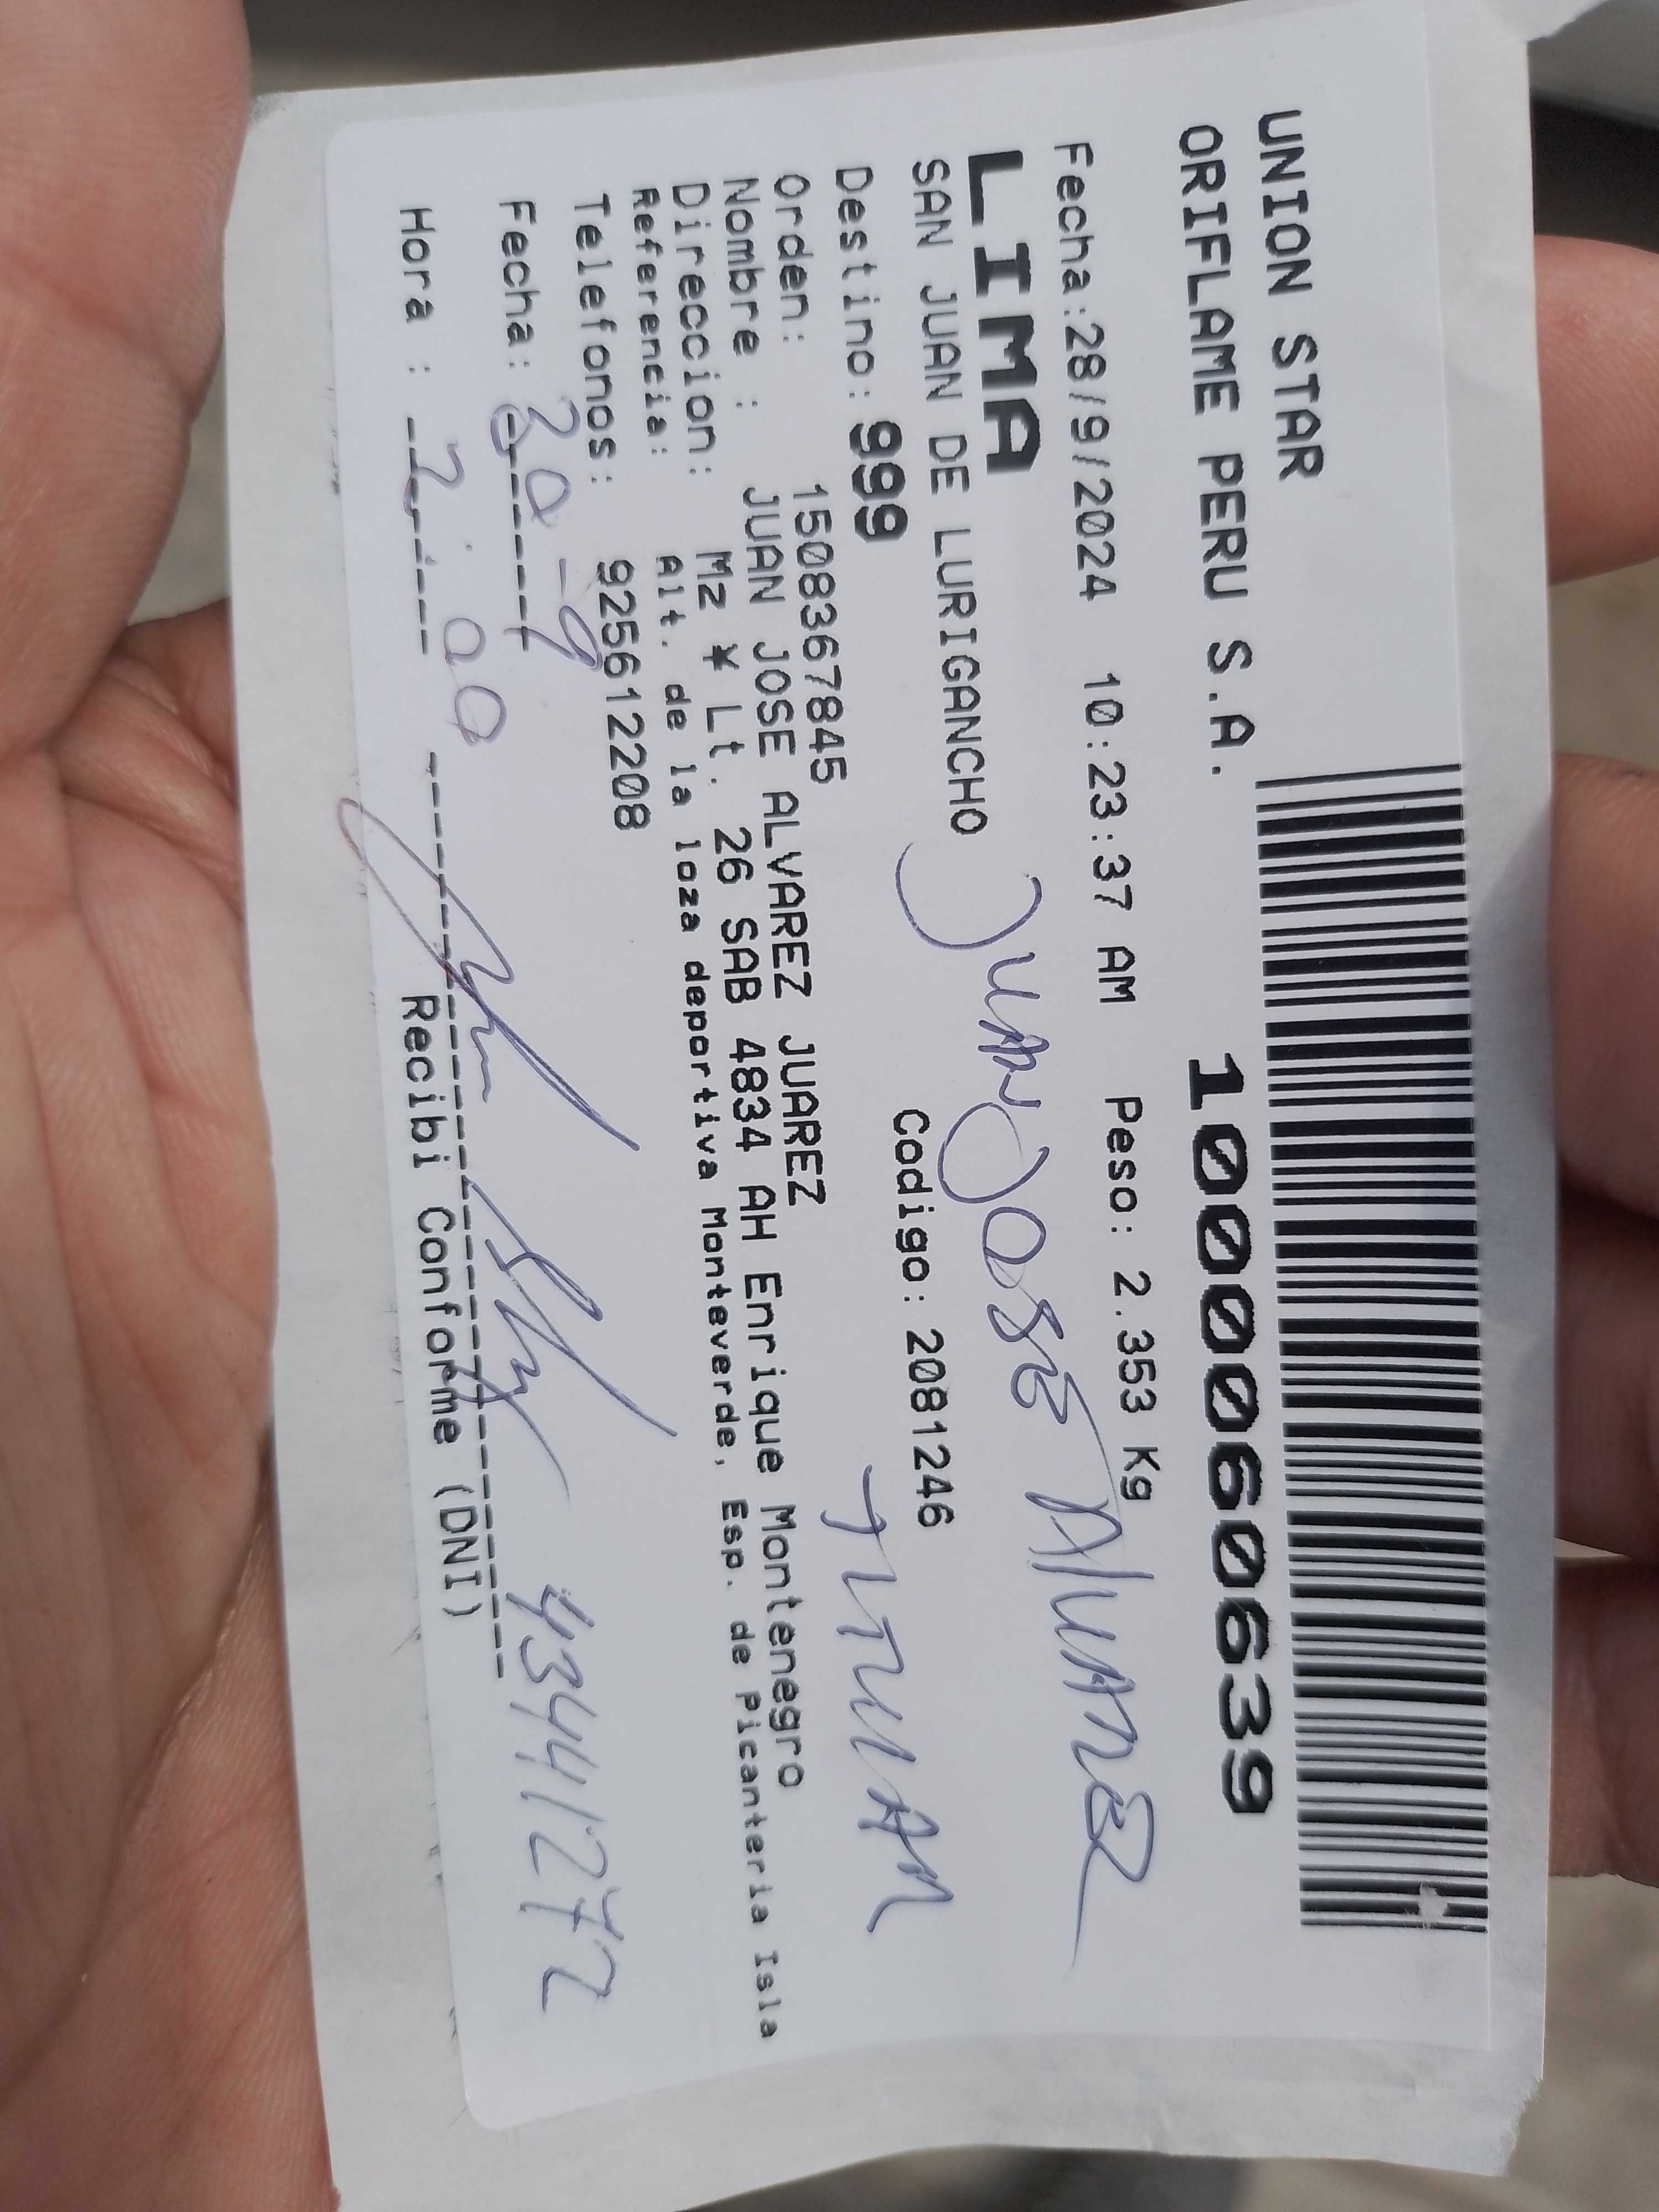 UNION STAR
ORIFLAME PERU S.A. 1000060639
Fecha:28/9/2024 10:23:37 AM Peso: 2.353 Kg
LIMA
SAN JUAN DE LURIGANCHO
Juan José Alvarez
Destino: 999 Codigo: 2081246
TITULAR
Orden: 1508367845
Nombre : JUAN JOSE ALVAREZ JUAREZ
Direccion: Mz * Lt. 26 SAB 4834 AH Enrique Montenegro
Referencia: Alt. de la loza deportiva Monteverde, Esp. de Picanteria Isla
Telefonos: 925612208
Fecha: 30-9
43441272
Hora : 2:00
Recibi Conforme (DNI)